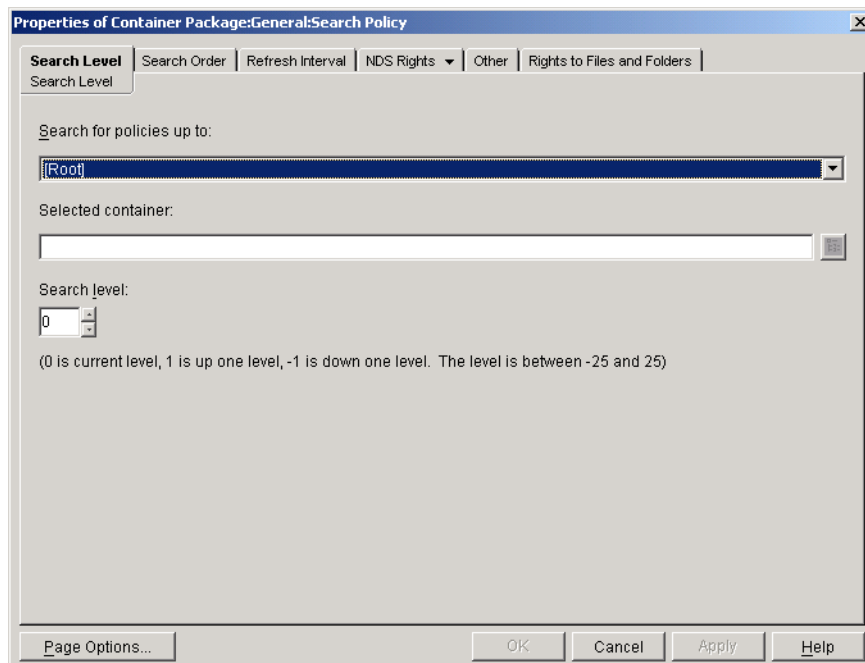 Properties of Container Package:General:Search Policy
Search Level Search Order Refresh Interval NDS Rights Other Rights to Files and Folders
Search Level
Search for policies up to:
[Root]
Selected container:
Search level:
0
(0 is current level, 1 is up one level, -1 is down one level. The level is between -25 and 25)
Page Options... OK Cancel Apply Help